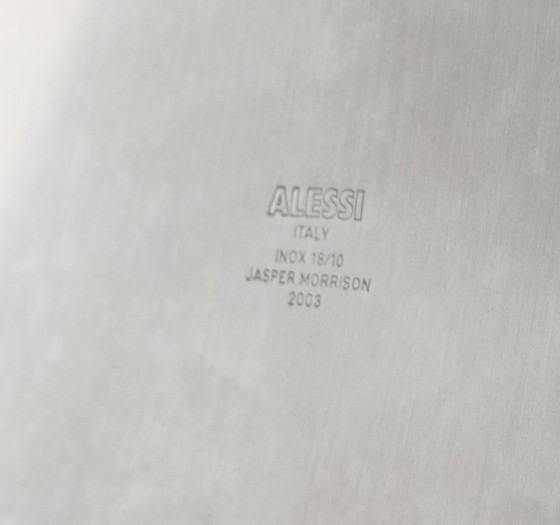 ALESSI
ITALY
INOX 18/10
JASPER MORRISON
2003